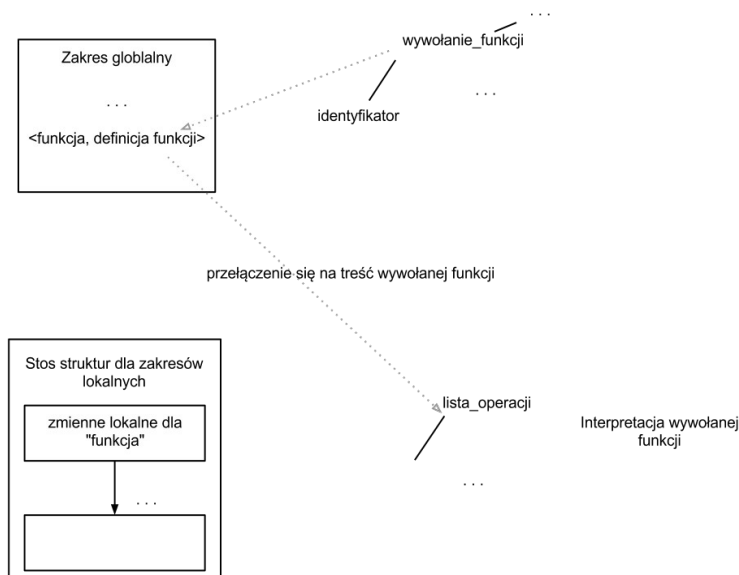 . . .
wywołanie_funkcji
Zakres globlalny
. . .
. . .
identyfikator
<funkcja, definicja funkcji>
przełączenie się na treść wywołanej funkcji
Stos struktur dla zakresów
lokalnych
zmienne lokalne dla
"funkcja"
. . .
lista_operacji
Interpretacja wywołanej
funkcji
. . .